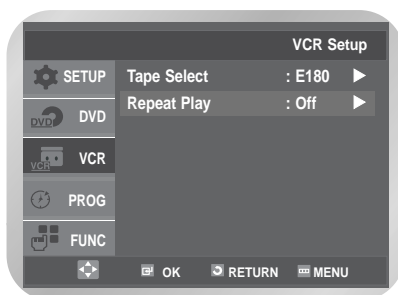 VCR Setup
SETUP
Tape Select : E180
Repeat Play : Off
DVD DVD
VCR VCR
PROG
FUNC
OK RETURN MENU